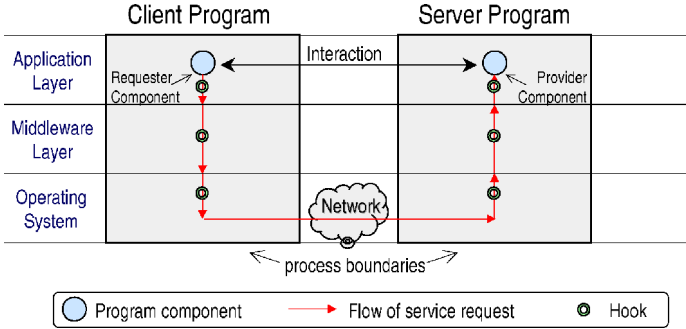 Client Program
Server Program
Application
Layer
Interaction
Requester
Component
Provider
Component
Middleware
Layer
Operating
System
Network
process boundaries
Program component
Flow of service request
Hook